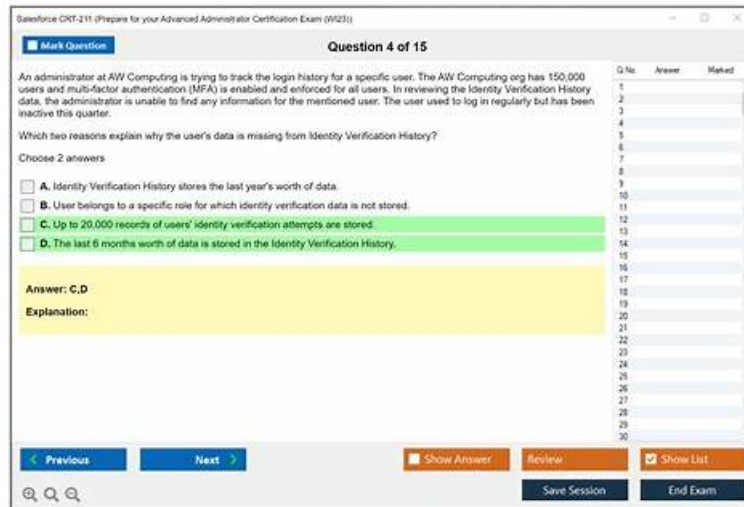 Salesforce CRT-211 (Prepare for your Advanced Administrator Certification Exam (WI23))
Mark Question
Question 4 of 15
An administrator at AW Computing is trying to track the login history for a specific user. The AW Computing org has 150,000
users and multi-factor authentication (MFA) is enabled and enforced for all users. In reviewing the Identity Verification History
data, the administrator is unable to find any information for the mentioned user. The user used to log in regularly but has been
inactive this quarter.
Which two reasons explain why the user's data is missing from Identity Verification History?
Choose 2 answers
A. Identity Verification History stores the last year's worth of data.
B. User belongs to a specific role for which identity verification data is not stored.
C. Up to 20,000 records of users' identity verification attempts are stored.
D. The last 6 months worth of data is stored in the Identity Verification History.
Answer: C,D
Explanation:
Q.No. Answer Marked
1
2
3
4
5
6
7
8
9
10
11
12
13
14
15
16
17
18
19
20
21
22
23
24
25
26
27
28
29
30
Previous
Next
Show Answer
Review
Show List
Save Session
End Exam